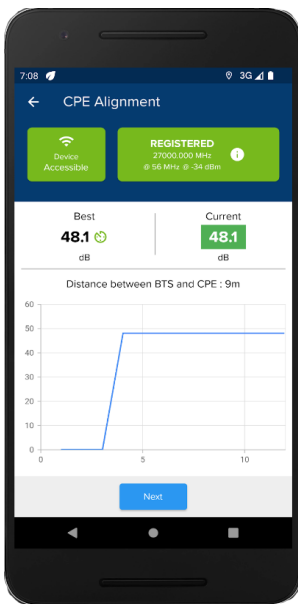 7:08
3G
CPE Alignment
Device
Accessible
REGISTERED
27000.000 MHz
@ 56 MHz @ -34 dBm
Best
48.1
dB
Current
48.1
dB
Distance between BTS and CPE : 9m
60
50
40
30
20
10
0
0
5
10
Next